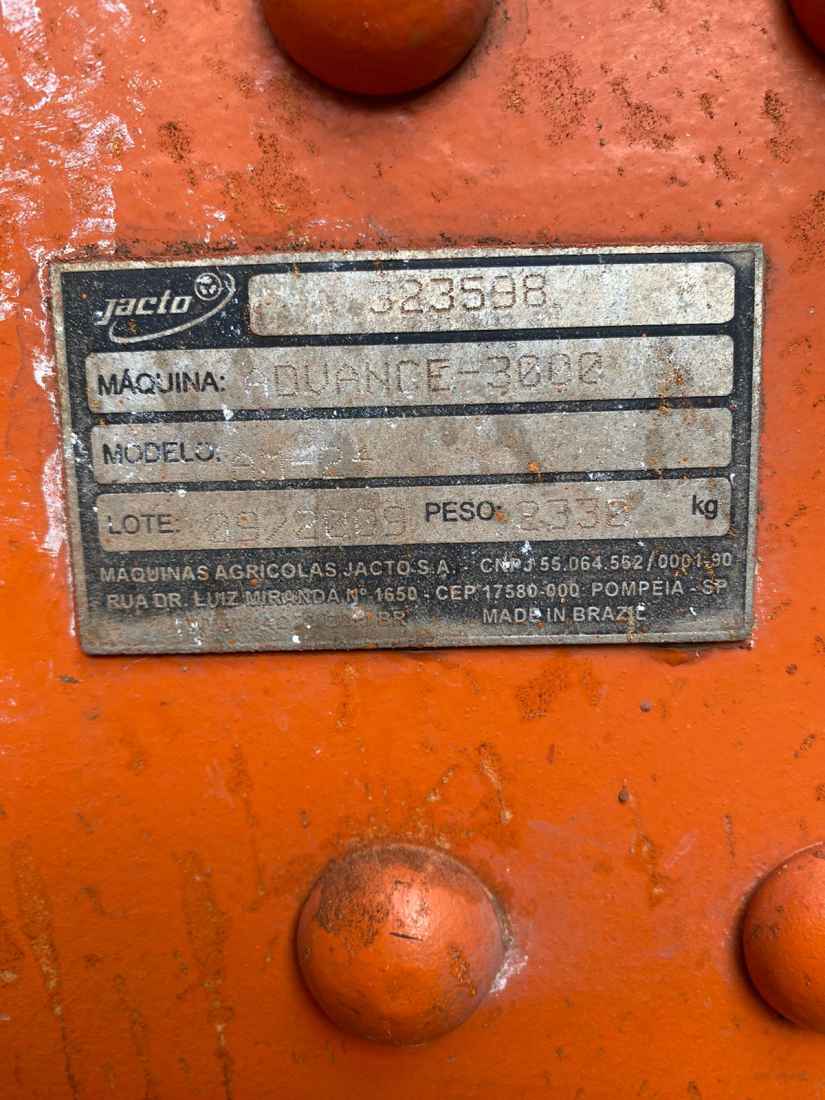 Jacto
323598
MÁQUINA: ADVANCE-3000
MODELO:
LOTE: 09/2009 PESO: 2330 kg
MÁQUINAS AGRÍCOLAS JACTO S.A. - CNPJ 55.064.562/0001-90
RUA DR. LUIZ MIRANDA Nº 1650 - CEP 17580-000 POMPÉIA - SP
MADE IN BRAZIL